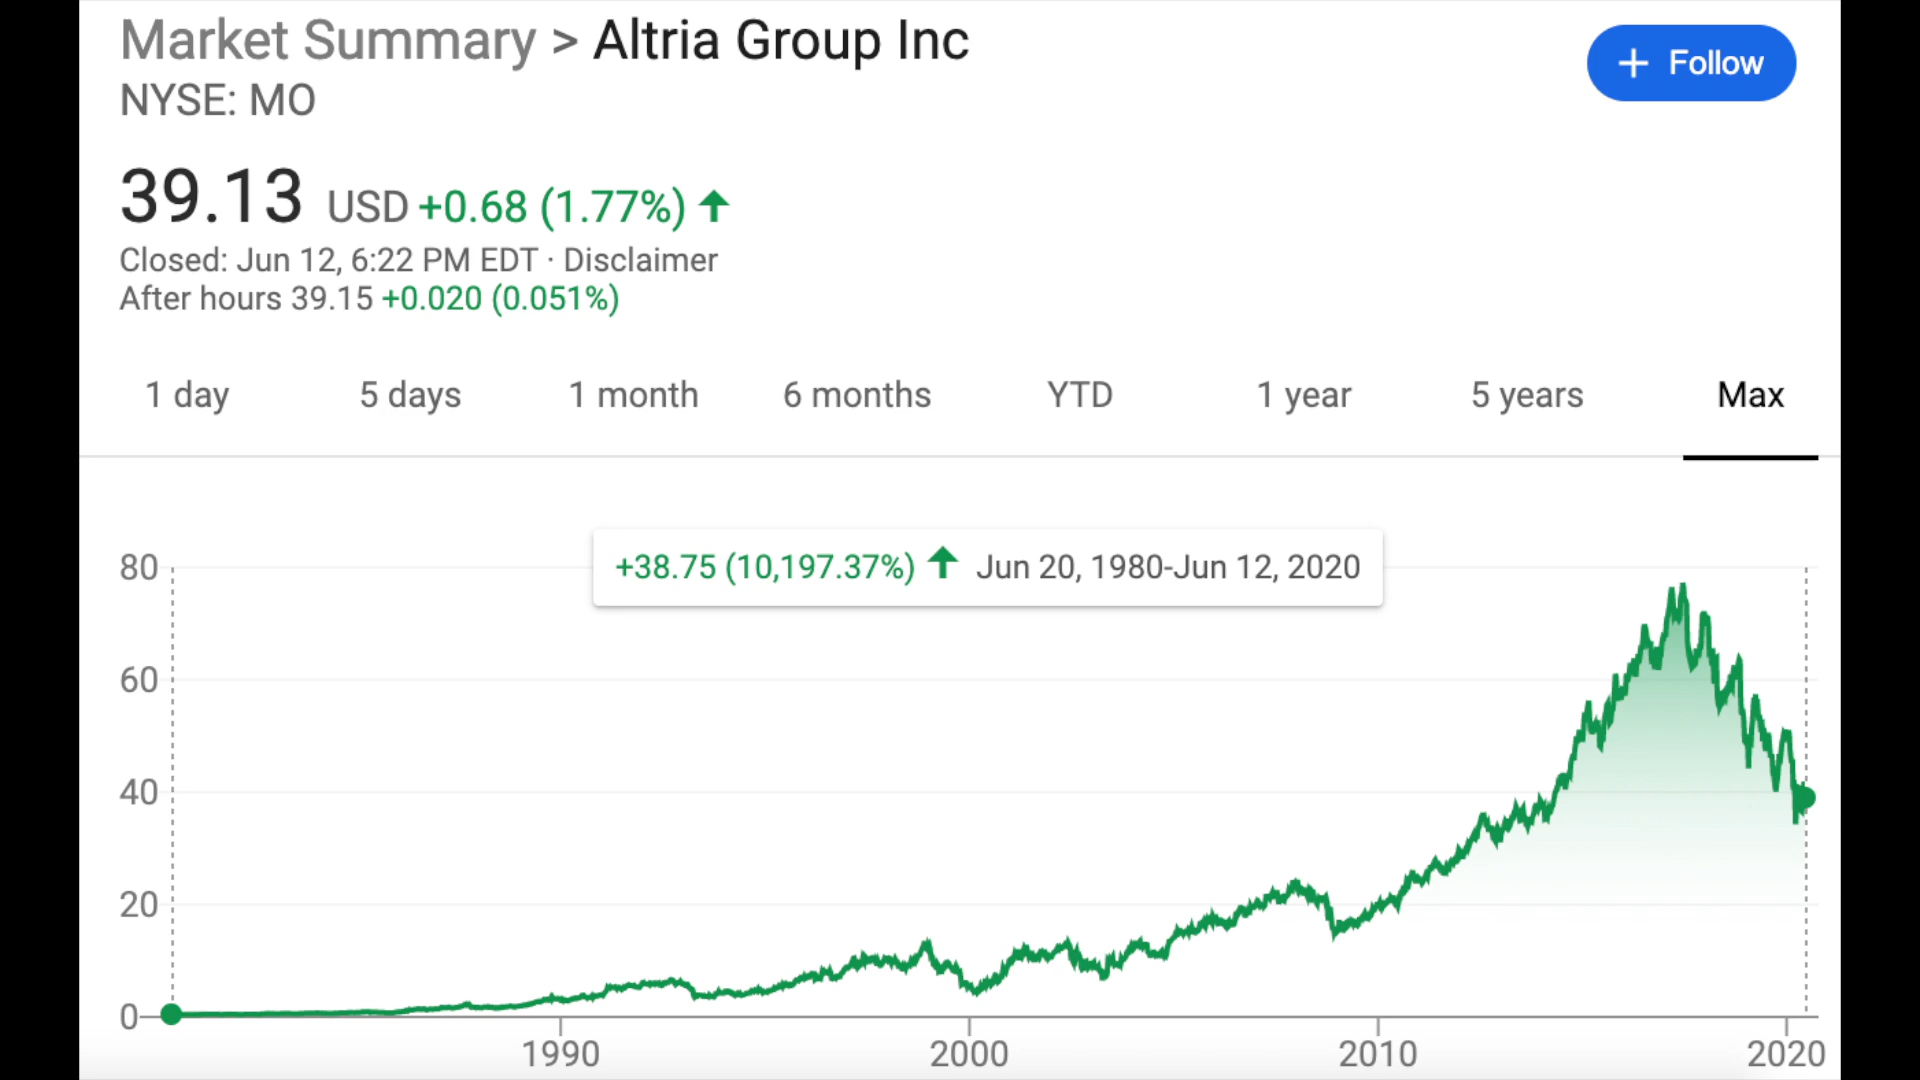 Market Summary > Altria Group Inc
+ Follow
NYSE: MO
39.13 USD +0.68 (1.77%) ↑
Closed: Jun 12, 6:22 PM EDT · Disclaimer
After hours 39.15 +0.020 (0.051%)
1 day 5 days 1 month 6 months YTD 1 year 5 years Max
+38.75 (10,197.37%) ↑ Jun 20, 1980-Jun 12, 2020
80
60
40
20
0
1990 2000 2010 2020